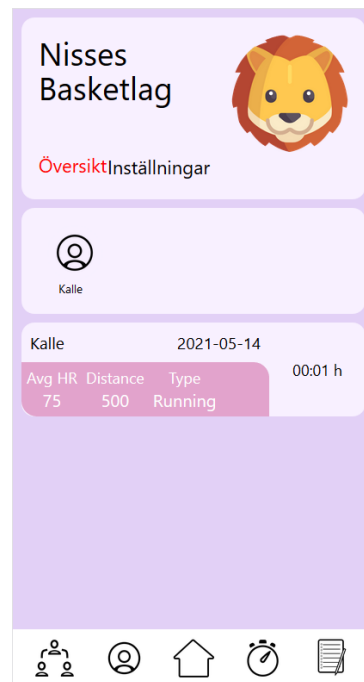 Nisses
Basketlag
ÖversiktInställningar
Kalle
Kalle 2021-05-14
00:01 h
Avg HR Distance Type
75 500 Running